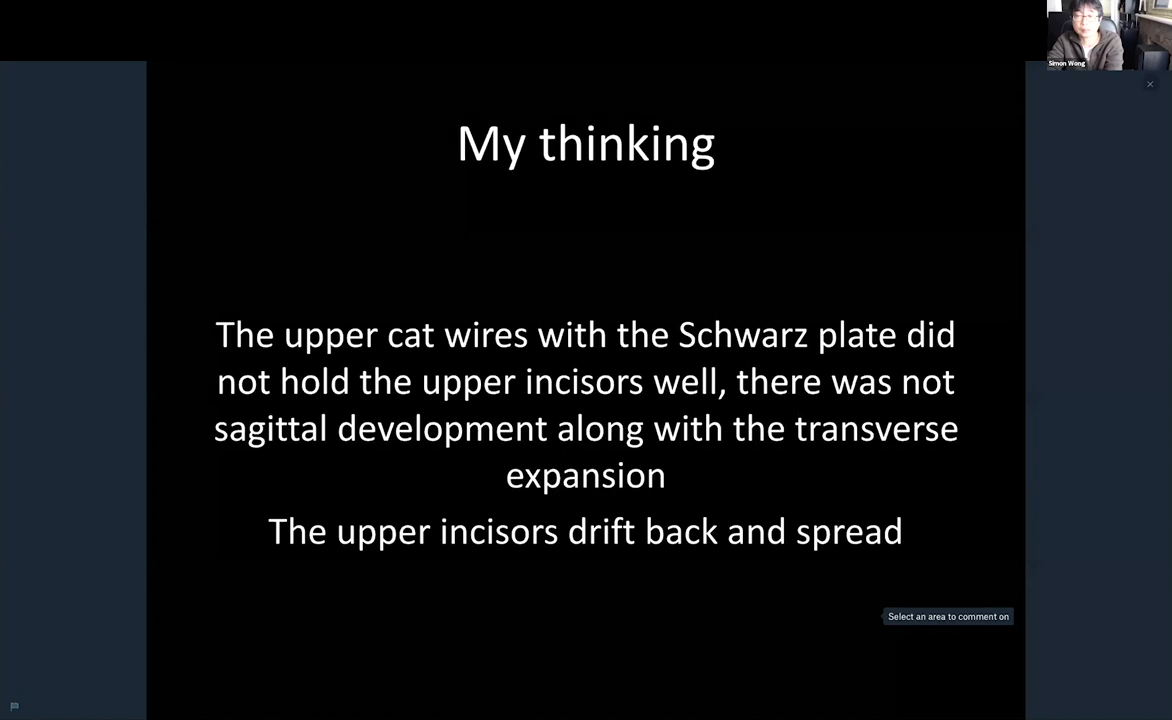 Simon Wong
My thinking
The upper cat wires with the Schwarz plate did
not hold the upper incisors well, there was not
sagittal development along with the transverse
expansion
The upper incisors drift back and spread
Select an area to comment on